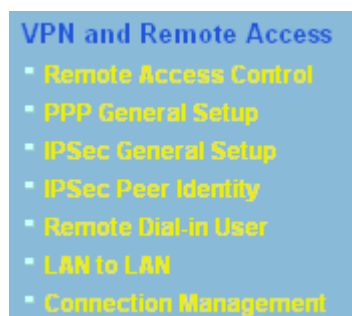 VPN and Remote Access
Remote Access Control
PPP General Setup
IPSec General Setup
IPSec Peer Identity
Remote Dial-in User
LAN to LAN
Connection Management